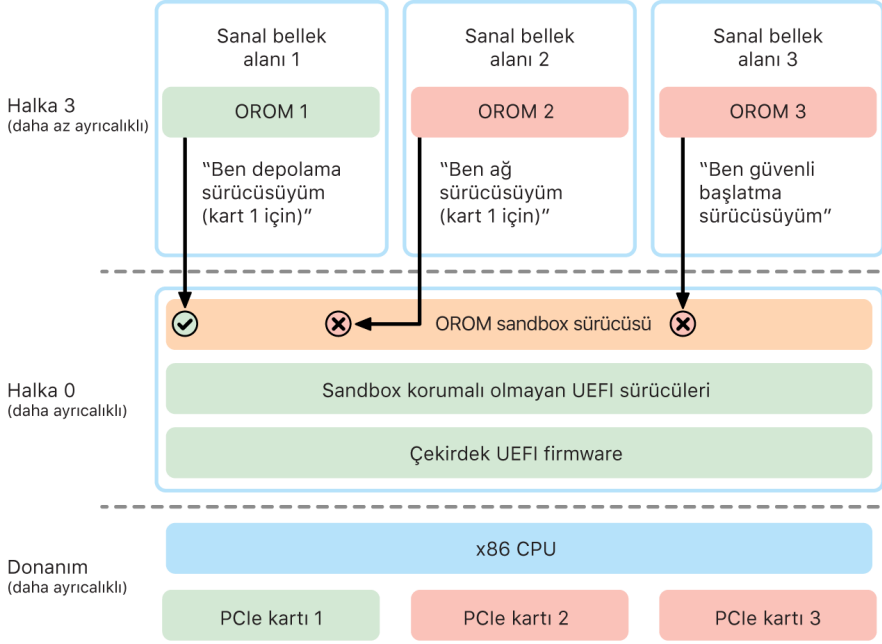 Sanal bellek
alanı 1
Sanal bellek
alanı 2
Sanal bellek
alanı 3
Halka 3
(daha az ayrıcalıklı)
OROM 1
OROM 2
OROM 3
“Ben depolama
sürücüsüyüm
(kart 1 için)”
“Ben ağ
sürücüsüyüm
(kart 1 için)”
“Ben güvenli
başlatma
sürücüsüyüm”
OROM sandbox sürücüsü
Halka 0
(daha ayrıcalıklı)
Sandbox korumalı olmayan UEFI sürücüleri
Çekirdek UEFI firmware
Donanım
(daha ayrıcalıklı)
x86 CPU
PCIe kartı 1
PCIe kartı 2
PCIe kartı 3